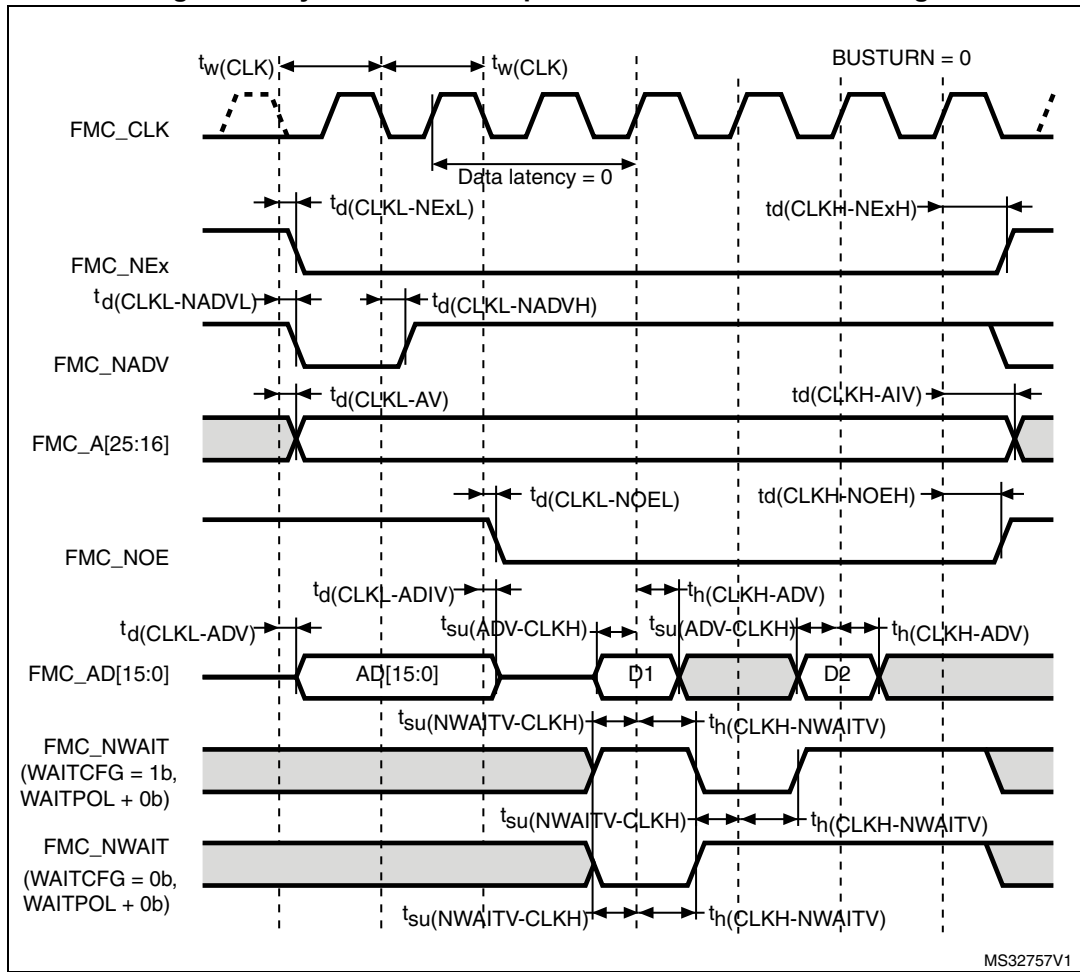 tw(CLK) tw(CLK) BUSTURN = 0
FMC_CLK
Data latency = 0
td(CLKL-NExL) td(CLKH-NExH)
FMC_NEx
td(CLKL-NADVL) td(CLKL-NADVH)
FMC_NADV
td(CLKL-AV) td(CLKH-AIV)
FMC_A[25:16]
td(CLKL-NOEL) td(CLKH-NOEH)
FMC_NOE
td(CLKL-ADIV) th(CLKH-ADV)
td(CLKL-ADV) tsu(ADV-CLKH) tsu(ADV-CLKH) th(CLKH-ADV)
FMC_AD[15:0] AD[15:0] D1 D2
tsu(NWAITV-CLKH) th(CLKH-NWAITV)
FMC_NWAIT
(WAITCFG = 1b,
WAITPOL + 0b)
tsu(NWAITV-CLKH) th(CLKH-NWAITV)
FMC_NWAIT
(WAITCFG = 0b,
WAITPOL + 0b)
tsu(NWAITV-CLKH) th(CLKH-NWAITV)
MS32757V1